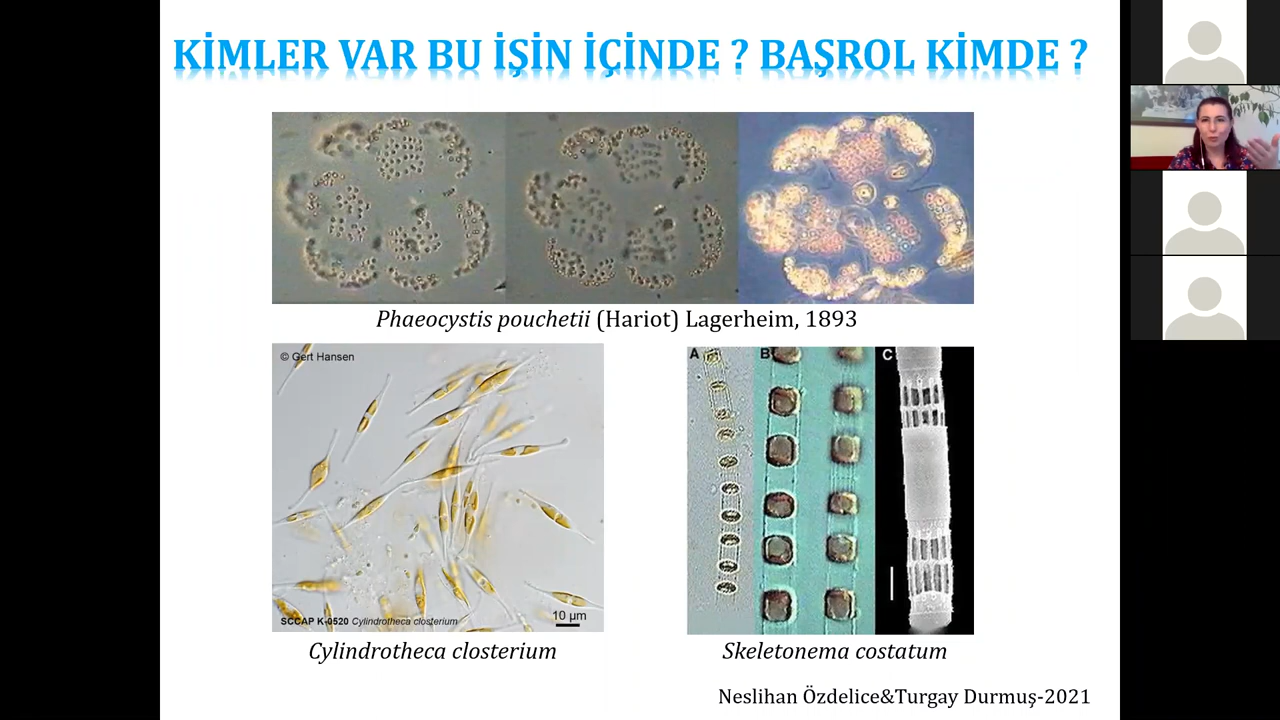 KİMLER VAR BU İŞİN İÇİNDE ? BAŞROL KİMDE ?
Phaeocystis pouchetii (Hariot) Lagerheim, 1893
© Gert Hansen
10 µm
SCCAP K-0520 Cylindrotheca closterium
Cylindrotheca closterium
A B C
Skeletonema costatum
Neslihan Özdelice&Turgay Durmuş-2021